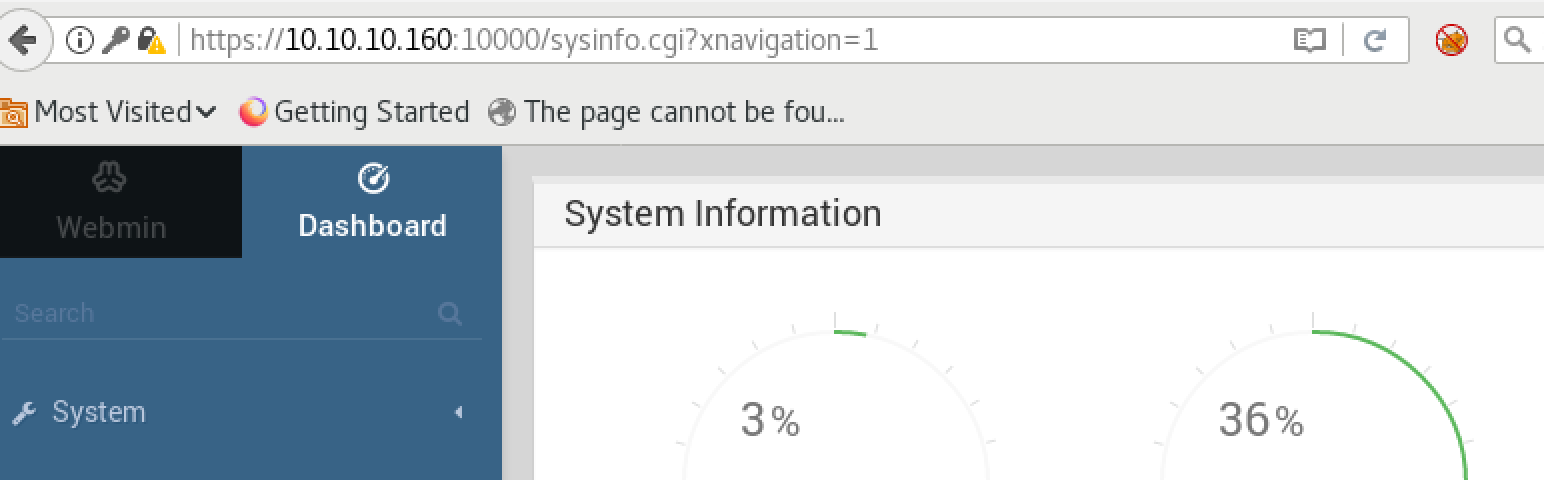 https://10.10.10.160:10000/sysinfo.cgi?xnavigation=1
Most Visited Getting Started The page cannot be fou...
Webmin Dashboard
System Information
Search
3%
36%
System